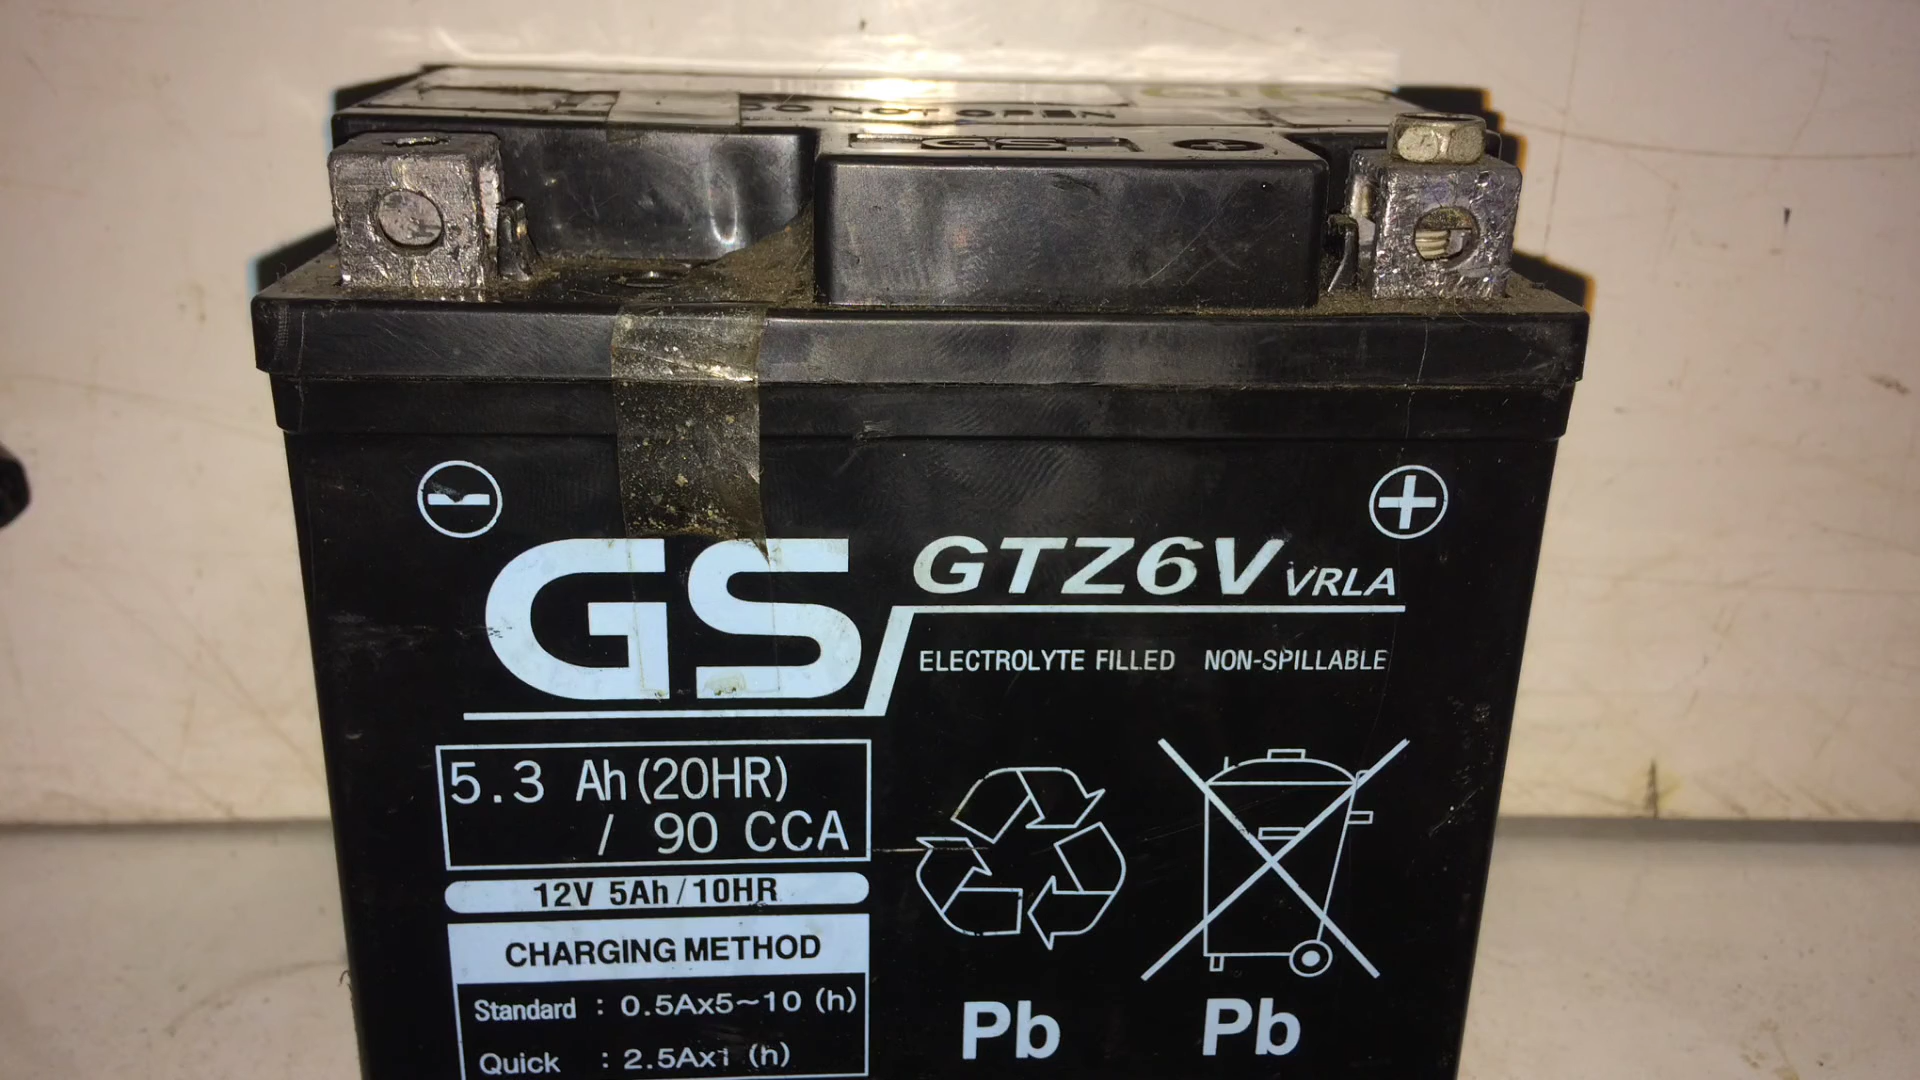 DO NOT OPEN
GS
GS
GTZ6V VRLA
ELECTROLYTE FILLED NON-SPILLABLE
5.3 Ah (20HR)
/ 90 CCA
12V 5Ah/10HR
CHARGING METHOD
Standard : 0.5Ax5~10 (h)
Quick : 2.5Ax1 (h)
Pb Pb